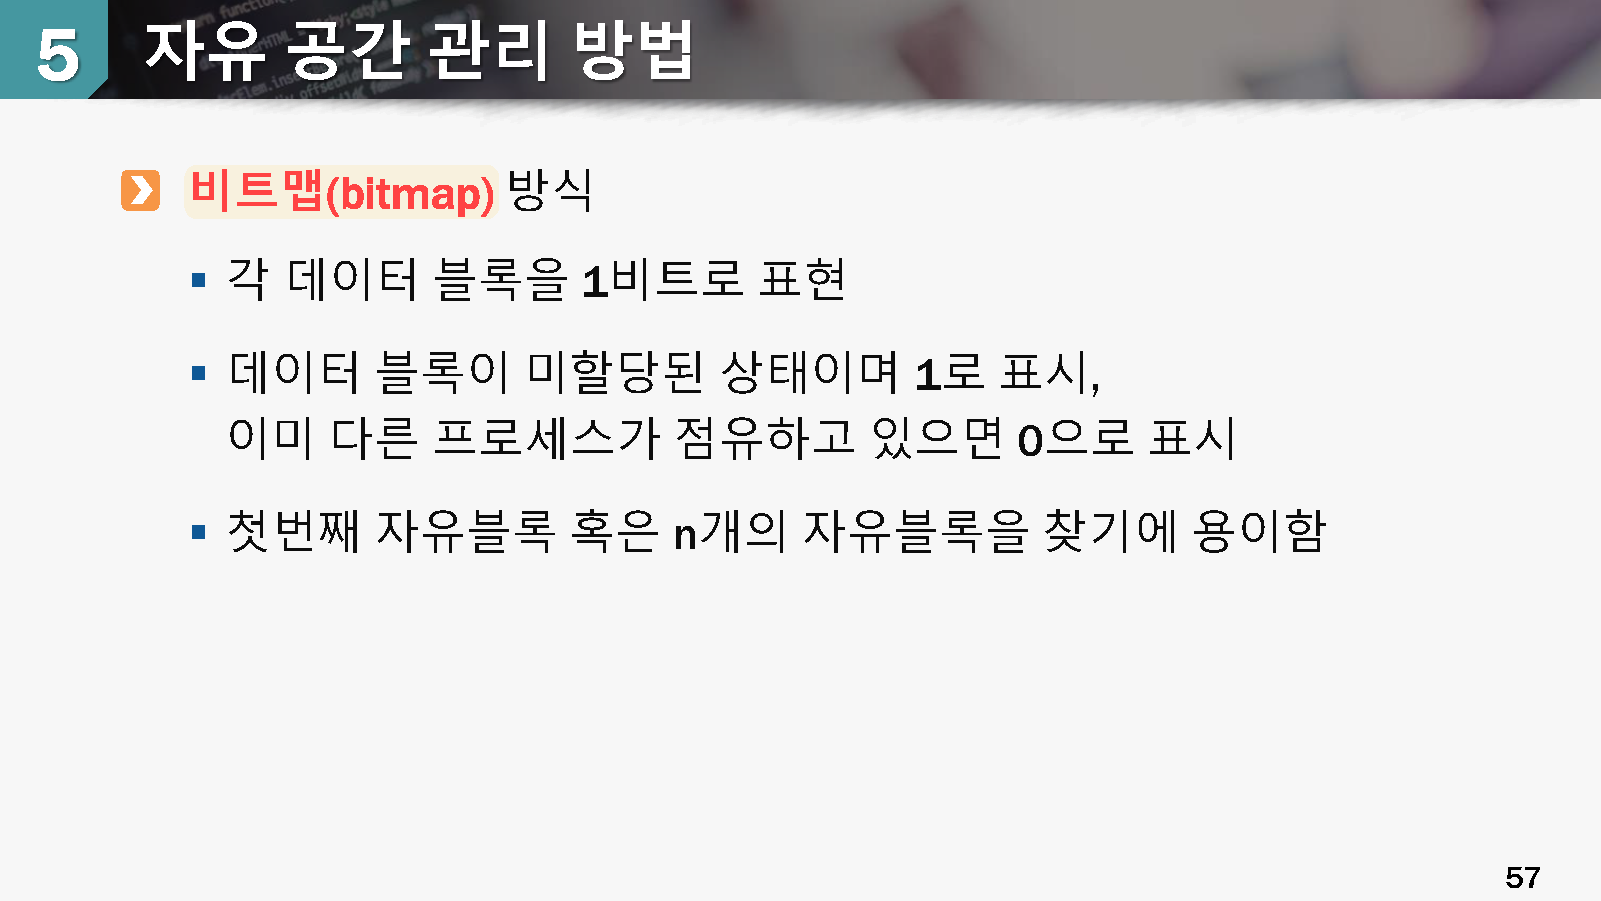 5 자유 공간 관리 방법
비트맵(bitmap) 방식
각 데이터 블록을 1비트로 표현
데이터 블록이 미할당된 상태이며 1로 표시,
이미 다른 프로세스가 점유하고 있으면 0으로 표시
첫번째 자유블록 혹은 n개의 자유블록을 찾기에 용이함
57